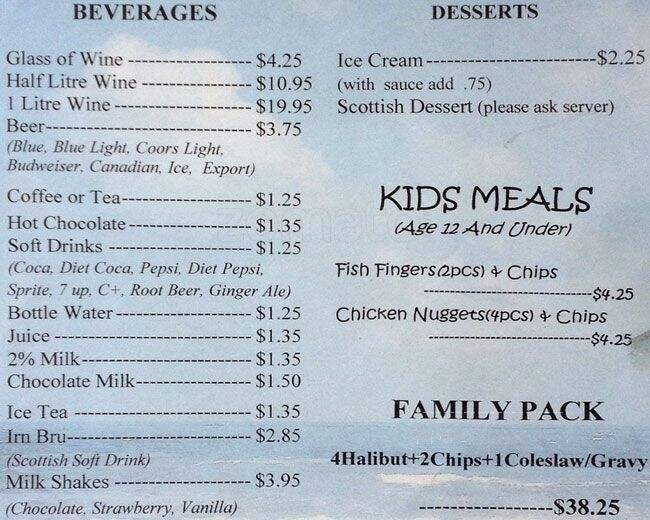 BEVERAGES
Glass of Wine ------------------ $4.25
Half Litre Wine ---------------- $10.95
1 Litre Wine -------------------- $19.95
Beer------------------------------ $3.75
(Blue, Blue Light, Coors Light,
Budweiser, Canadian, Ice, Export)
Coffee or Tea------------------- $1.25
Hot Chocolate------------------ $1.35
Soft Drinks --------------------- $1.25
(Coca, Diet Coca, Pepsi, Diet Pepsi,
Sprite, 7 up, C+, Root Beer, Ginger Ale)
Bottle Water-------------------- $1.25
Juice ----------------------------- $1.35
2% Milk------------------------- $1.35
Chocolate Milk----------------- $1.50
Ice Tea -------------------------- $1.35
Irn Bru--------------------------- $2.85
(Scottish Soft Drink)
Milk Shakes -------------------- $3.95
(Chocolate, Strawberry, Vanilla)
DESSERTS
Ice Cream-------------------------$2.25
(with sauce add .75)
Scottish Dessert (please ask server)
KIDS MEALS
(Age 12 And Under)
Fish Fingers(2pcs) + Chips
-----------------------------$4.25
Chicken Nuggets(4pcs) + Chips
-----------------------------$4.25
FAMILY PACK
4Halibut+2Chips+1Coleslaw/Gravy
------------------$38.25